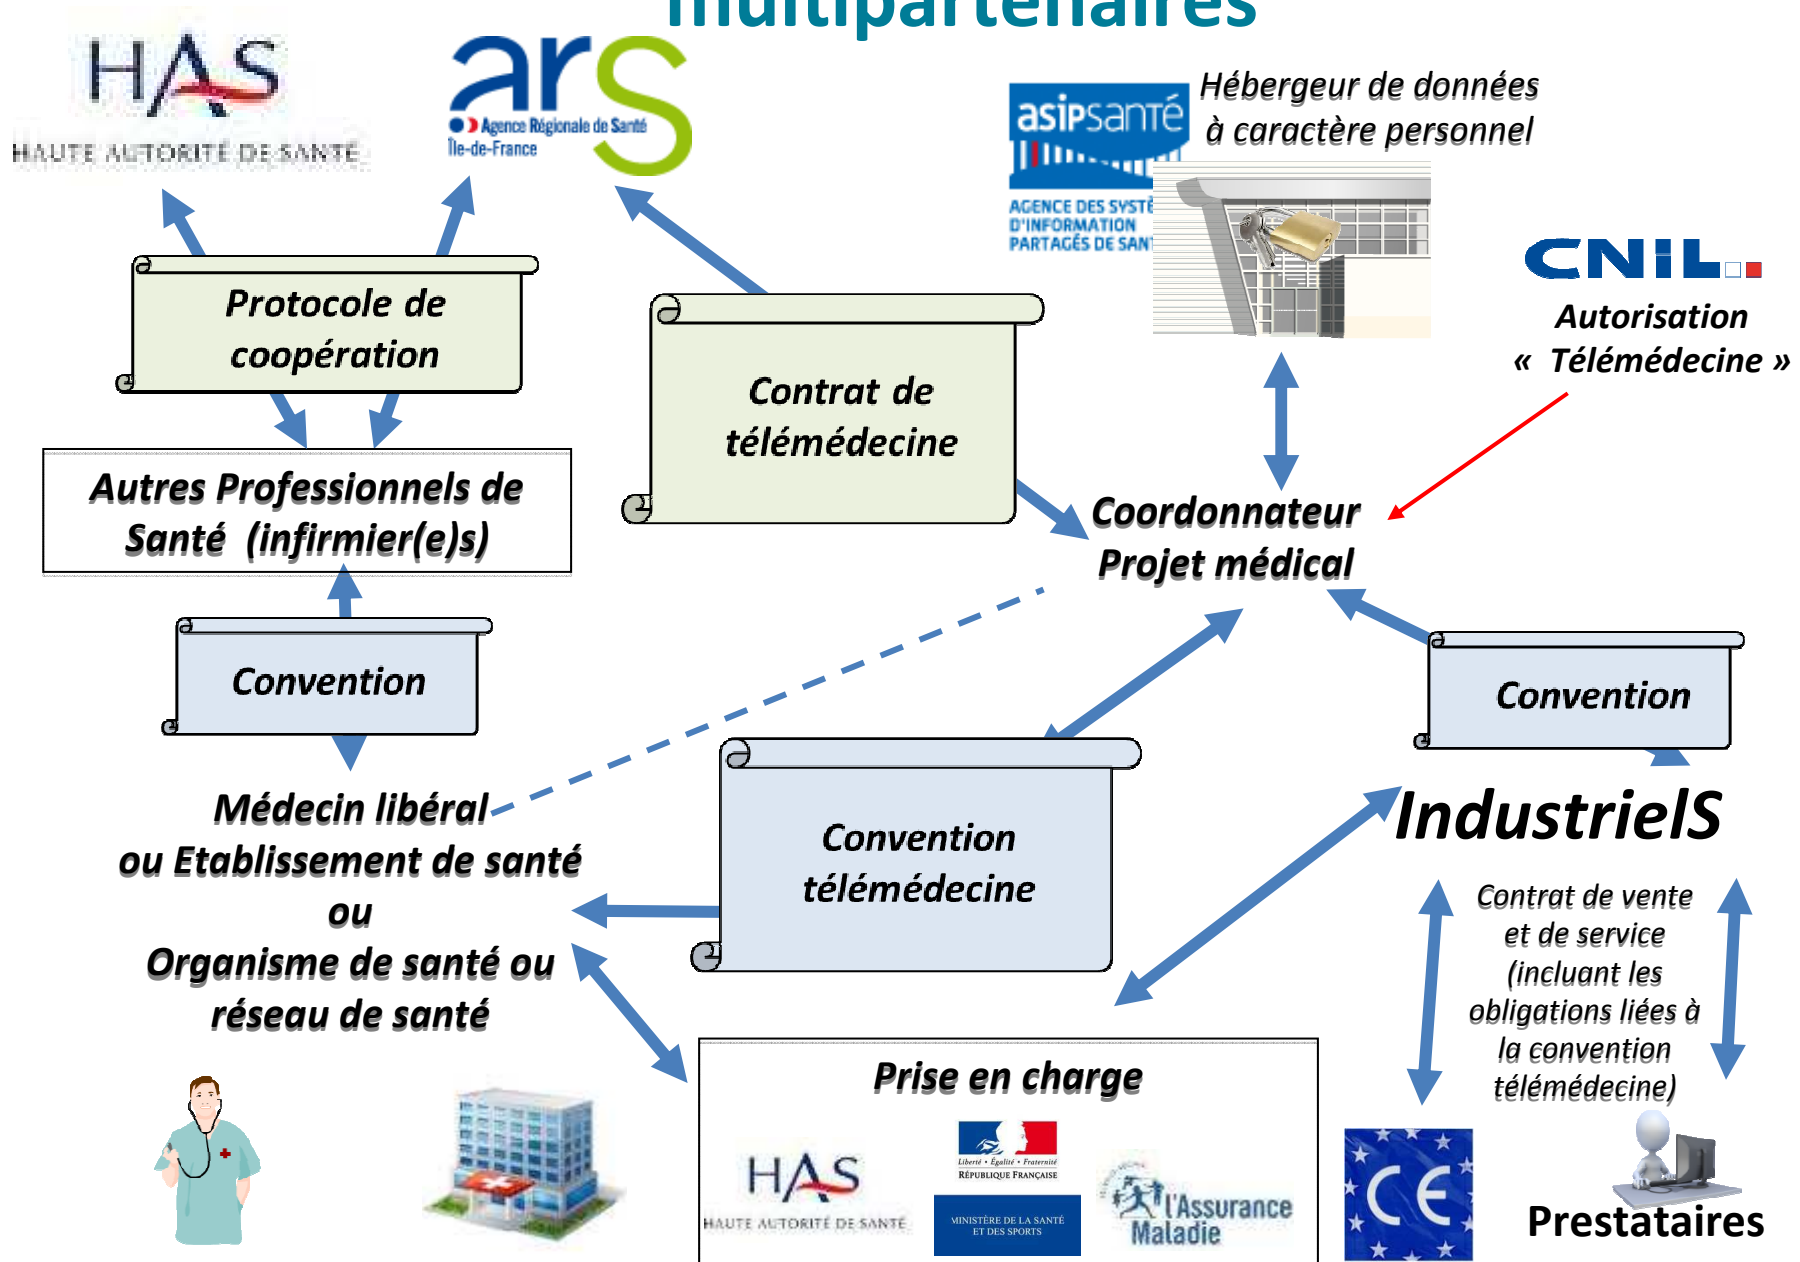 multipartenaires
HAS
HAUTE AUTORITÉ DE SANTÉ
ars
Agence Régionale de Santé
Île-de-France
asipsanté
AGENCE DES SYSTÈ
D'INFORMATION
PARTAGÉS DE SANT
Hébergeur de données
à caractère personnel
CNIL
Autorisation
« Télémédecine »
Protocole de
coopération
Contrat de
télémédecine
Autres Professionnels de
Santé (infirmier(e)s)
Coordonnateur
Projet médical
Convention
Convention
Médecin libéral
ou Etablissement de santé
ou
Organisme de santé ou
réseau de santé
Convention
télémédecine
IndustrielS
Contrat de vente
et de service
(incluant les
obligations liées à
la convention
télémédecine)
Prise en charge
HAS
HAUTE AUTORITÉ DE SANTÉ
Liberté • Égalité • Fraternité
RÉPUBLIQUE FRANÇAISE
MINISTÈRE DE LA SANTÉ
ET DES SPORTS
l'Assurance
Maladie
CE
Prestataires